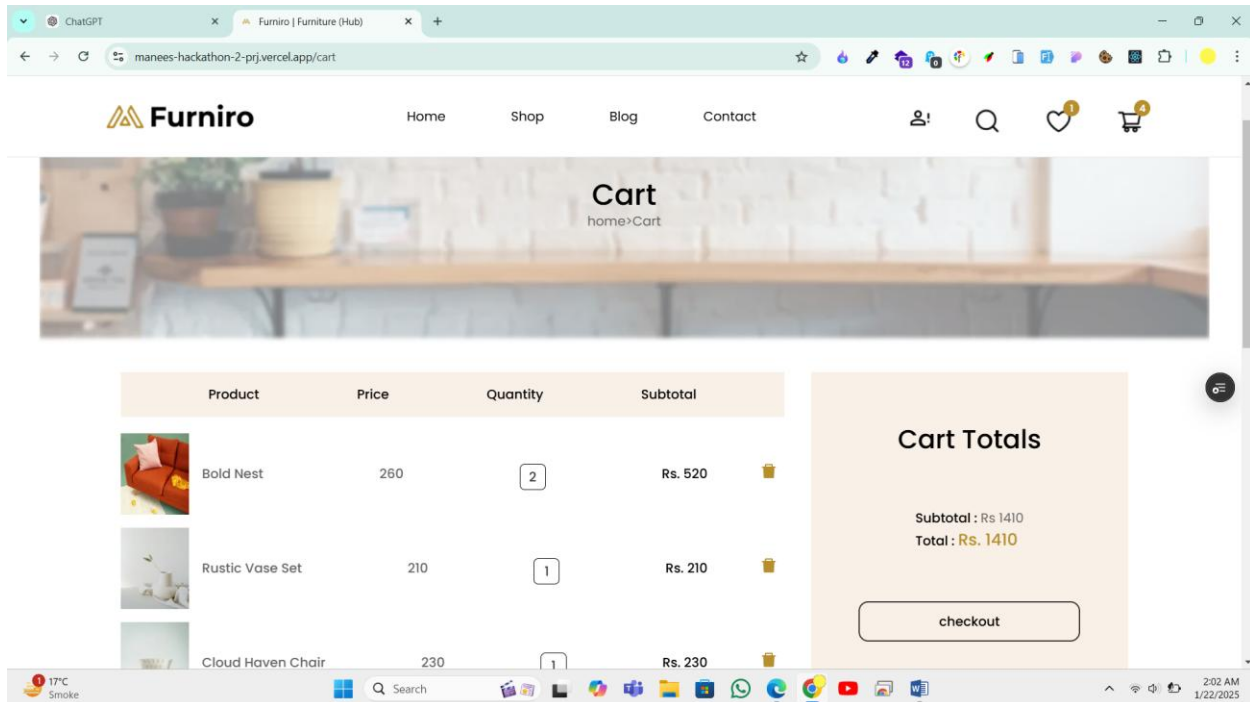 ChatGPT
Furniro | Furniture (Hub)
manees-hackathon-2-prj.vercel.app/cart
12
0
Furniro
Home Shop Blog Contact
1
4
Cart
home>Cart
Product Price Quantity Subtotal
Bold Nest 260 2 Rs. 520
Rustic Vase Set 210 1 Rs. 210
Cloud Haven Chair 230 1 Rs. 230
Cart Totals
Subtotal : Rs 1410
Total : Rs. 1410
checkout
1
17°C
Smoke
Search
2:02 AM
1/22/2025